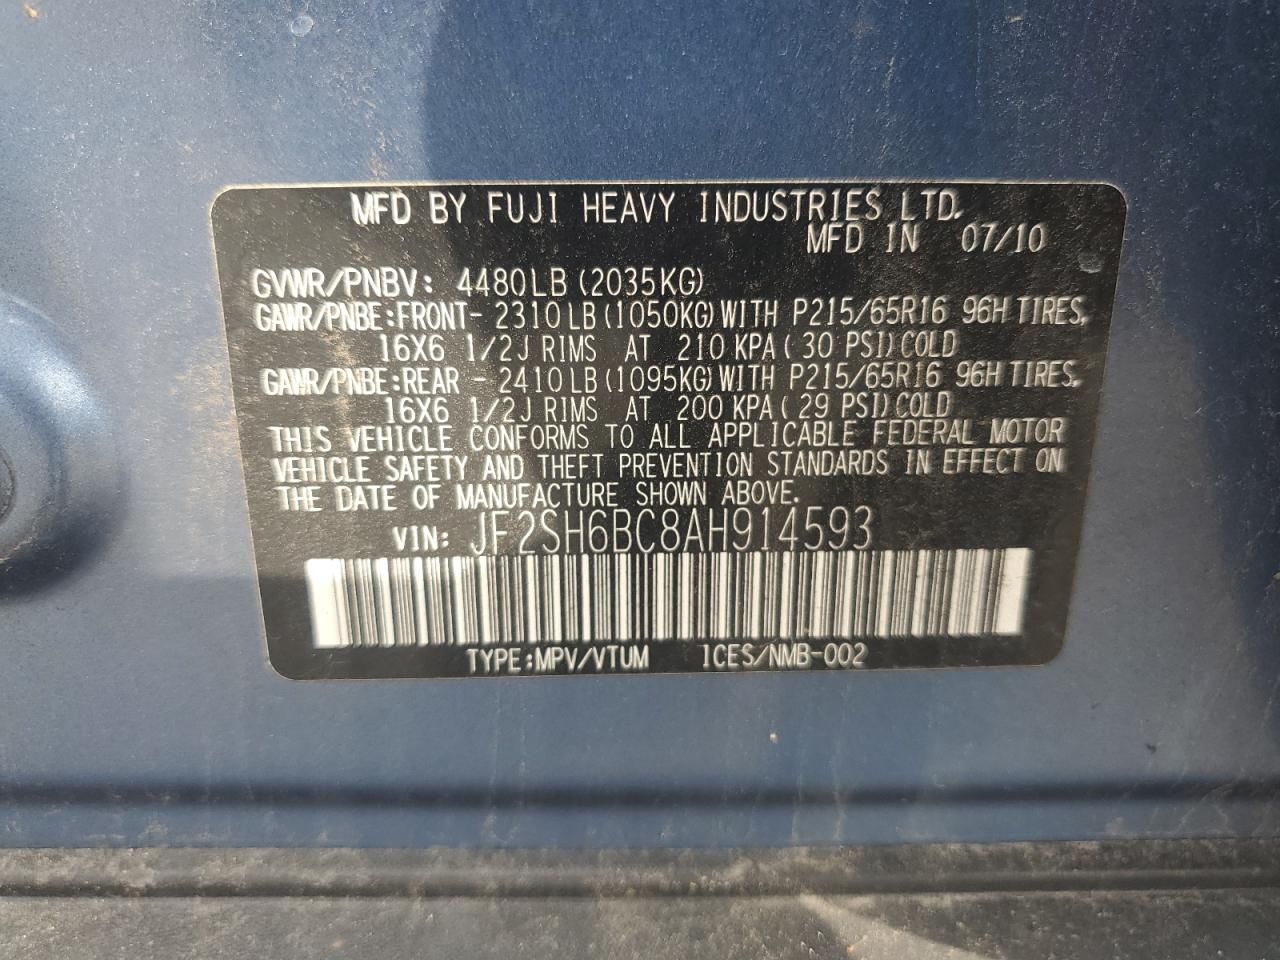 MFD BY FUJI HEAVY INDUSTRIES LTD.
MFD IN 07/10
GVWR/PNBV: 4480LB (2035KG)
GAWR/PNBE:FRONT- 2310 LB (1050KG) WITH P215/65R16 96H TIRES,
16X6 1/2J RIMS AT 210 KPA (30 PSI) COLD
GAWR/PNBE:REAR - 2410 LB (1095KG) WITH P215/65R16 96H TIRES,
16X6 1/2J RIMS AT 200 KPA (29 PSI) COLD
THIS VEHICLE CONFORMS TO ALL APPLICABLE FEDERAL MOTOR
VEHICLE SAFETY AND THEFT PREVENTION STANDARDS IN EFFECT ON
THE DATE OF MANUFACTURE SHOWN ABOVE.
VIN: JF2SH6BC8AH914593
TYPE:MPV/VTUM ICES/NMB-002